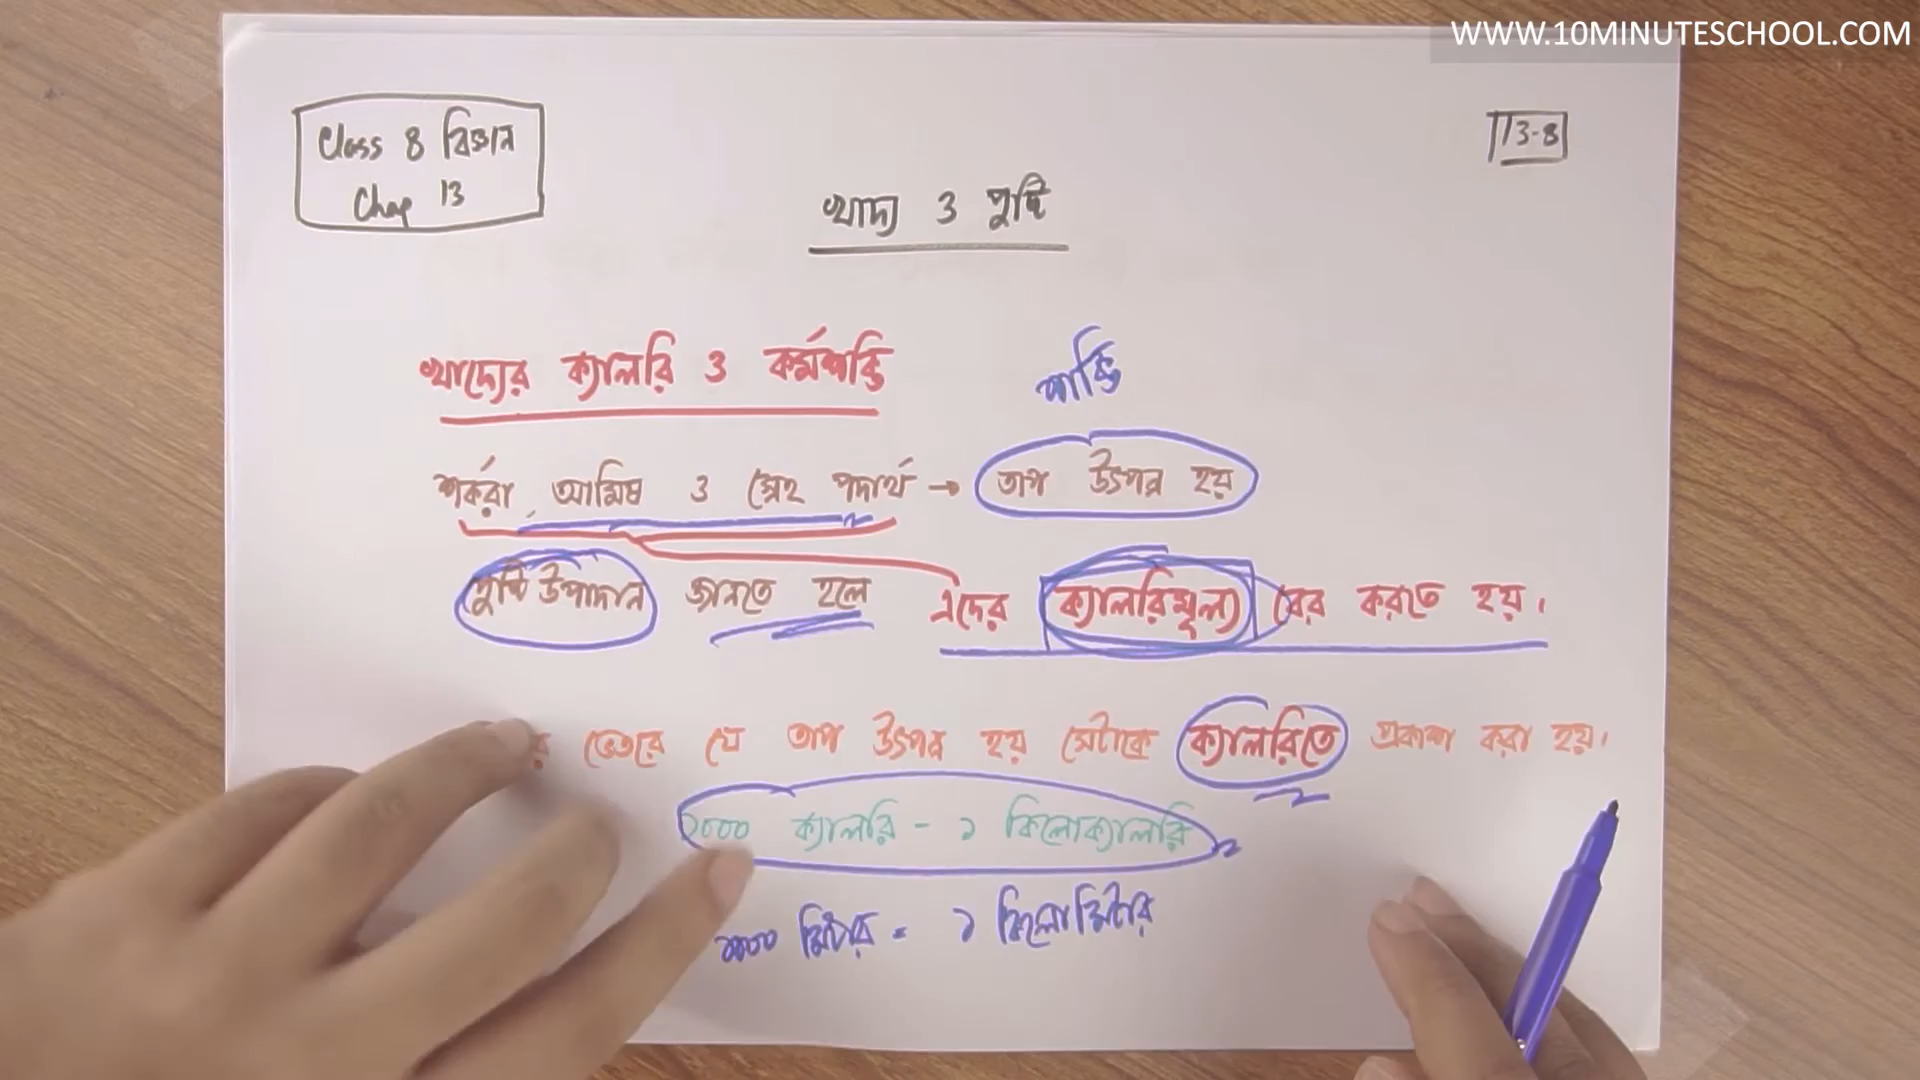 WWW.10MINUTESCHOOL.COM
Class 8 বিজ্ঞান
Chap 13
13-8
খাদ্য ও পুষ্টি
খাদ্যের ক্যালরি ও কর্মশক্তি
শক্তি
শর্করা আমিষ ও স্নেহ পদার্থ → তাপ উৎপন্ন হয়
পুষ্টি উপাদান জানতে হলে এদের ক্যালরিমূল্য বের করতে হয়।
ভেতরে যে তাপ উৎপন্ন হয় সেটাকে ক্যালরিতে প্রকাশ করা হয়।
১০০০ ক্যালরি - ১ কিলোক্যালরি
১০০০ মিটার = ১ কিলোমিটার